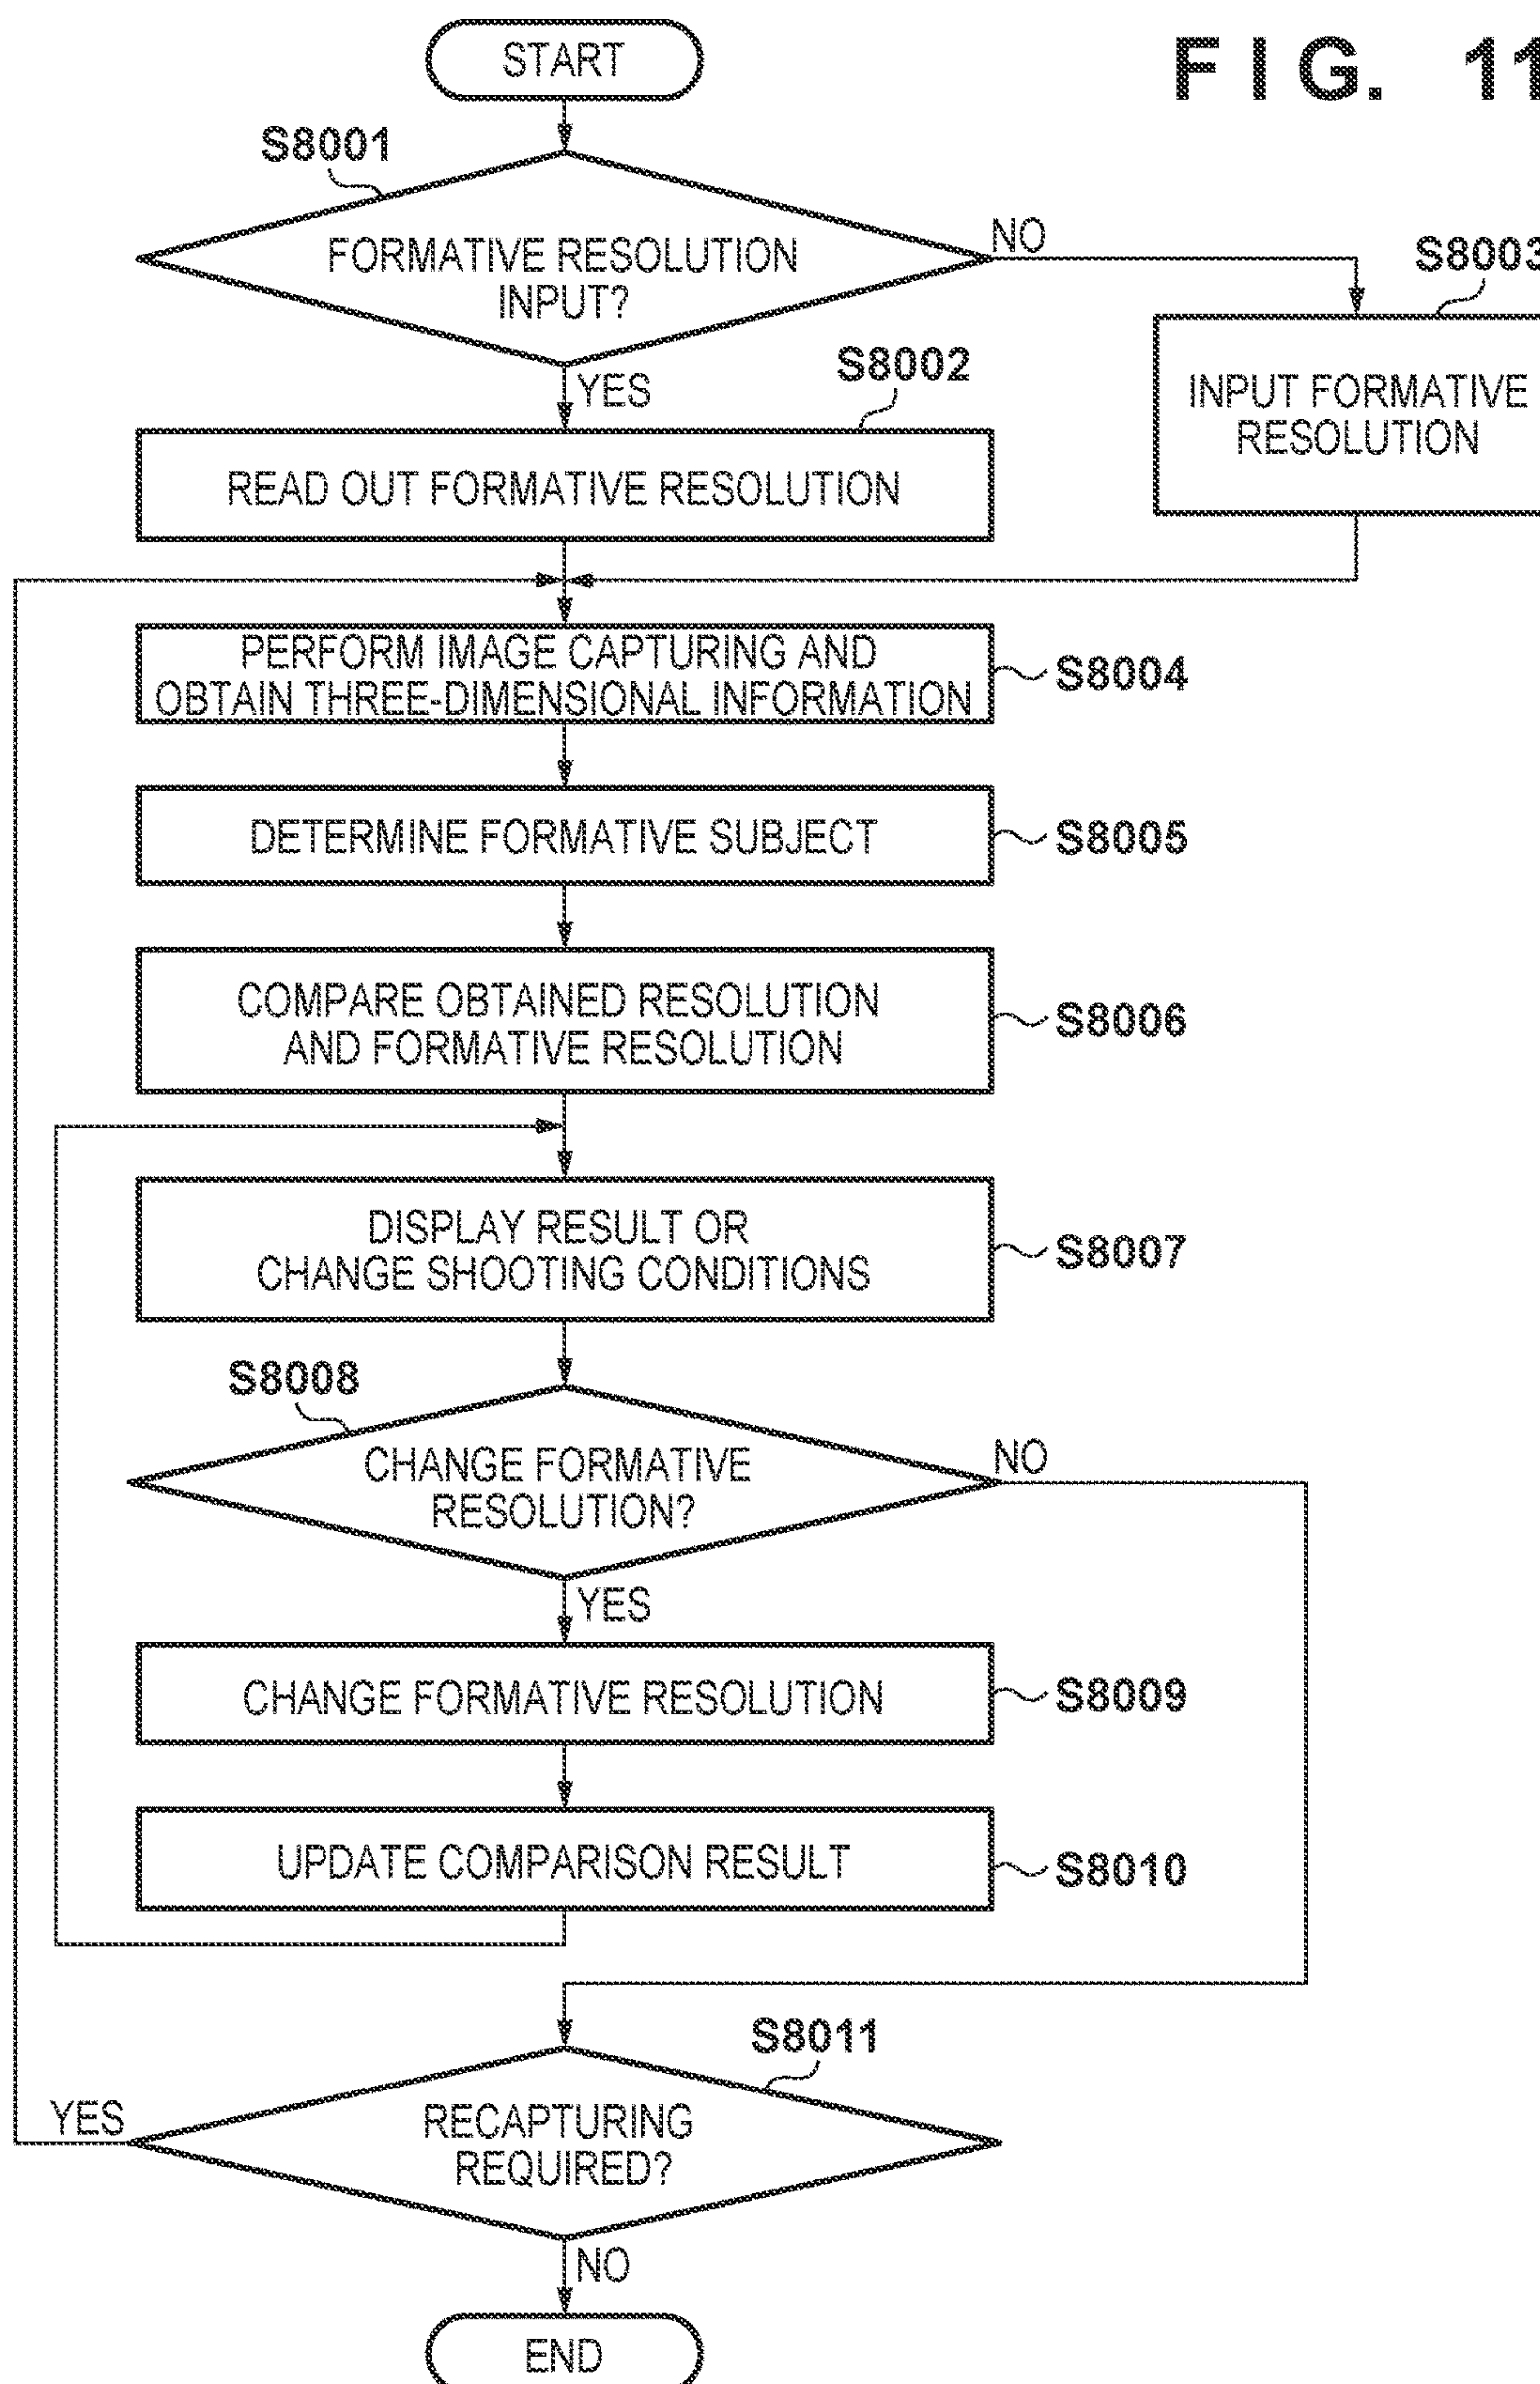 START
FIG. 11
S8001
FORMATIVE RESOLUTION
INPUT?
NO
S8003
YES
S8002
INPUT FORMATIVE
RESOLUTION
READ OUT FORMATIVE RESOLUTION
PERFORM IMAGE CAPTURING AND
OBTAIN THREE-DIMENSIONAL INFORMATION
S8004
DETERMINE FORMATIVE SUBJECT
S8005
COMPARE OBTAINED RESOLUTION
AND FORMATIVE RESOLUTION
S8006
DISPLAY RESULT OR
CHANGE SHOOTING CONDITIONS
S8007
S8008
CHANGE FORMATIVE
RESOLUTION?
NO
YES
CHANGE FORMATIVE RESOLUTION
S8009
UPDATE COMPARISON RESULT
S8010
S8011
YES
RECAPTURING
REQUIRED?
NO
END